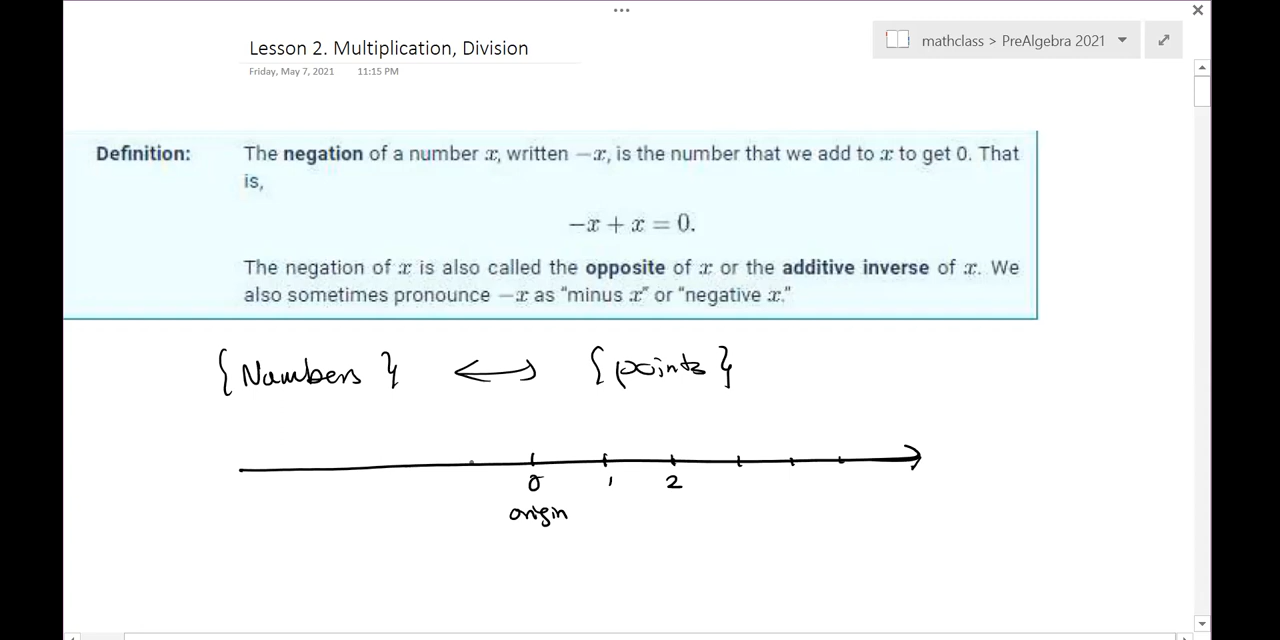 Lesson 2. Multiplication, Division
mathclass > PreAlgebra 2021
Friday, May 7, 2021 11:15 PM
Definition: The negation of a number x, written −x, is the number that we add to x to get 0. That
is,
−x + x = 0.
The negation of x is also called the opposite of x or the additive inverse of x. We
also sometimes pronounce −x as “minus x” or “negative x.”
{Numbers} ⟷ {points}
0 1 2
origin